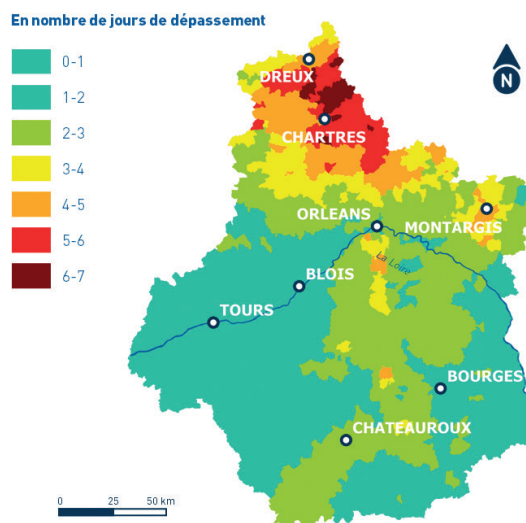 En nombre de jours de dépassement
0-1
1-2
2-3
3-4
4-5
5-6
6-7
N
DREUX
CHARTRES
ORLEANS
MONTARGIS
La Loire
BLOIS
TOURS
BOURGES
CHATEAUROUX
0 25 50 km